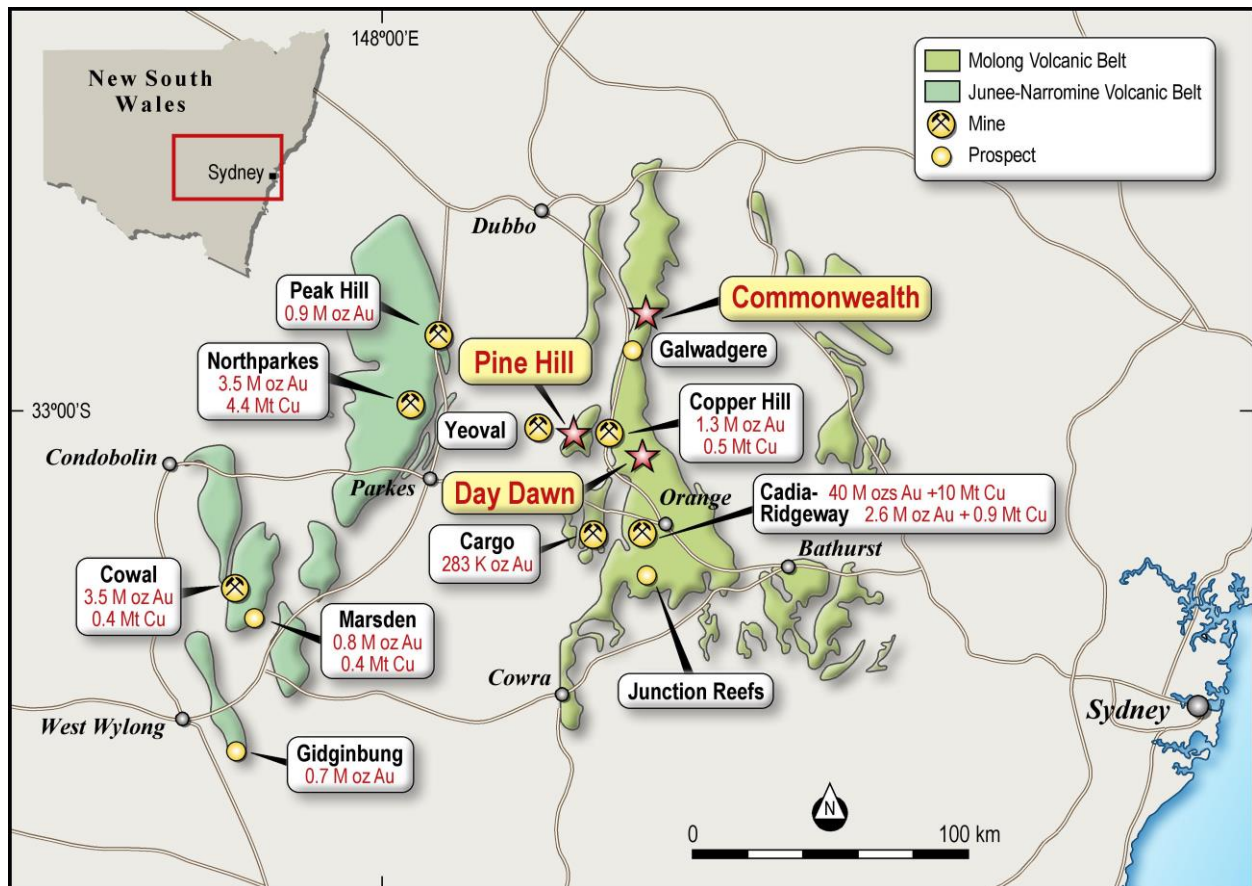 148°00'E
New South
Wales
Sydney
Molong Volcanic Belt
Junee-Narromine Volcanic Belt
Mine
Prospect
Dubbo
Peak Hill
0.9 M oz Au
Commonwealth
Northparkes
3.5 M oz Au
4.4 Mt Cu
Pine Hill
Galwadgere
33°00'S
Yeoval
Copper Hill
1.3 M oz Au
0.5 Mt Cu
Condobolin
Parkes
Day Dawn
Orange
Cadia- 40 M ozs Au +10 Mt Cu
Ridgeway 2.6 M oz Au + 0.9 Mt Cu
Cargo
283 K oz Au
Bathurst
Cowal
3.5 M oz Au
0.4 Mt Cu
Marsden
0.8 M oz Au
0.4 Mt Cu
Cowra
Junction Reefs
Sydney
West Wylong
Gidginbung
0.7 M oz Au
N
0 100 km